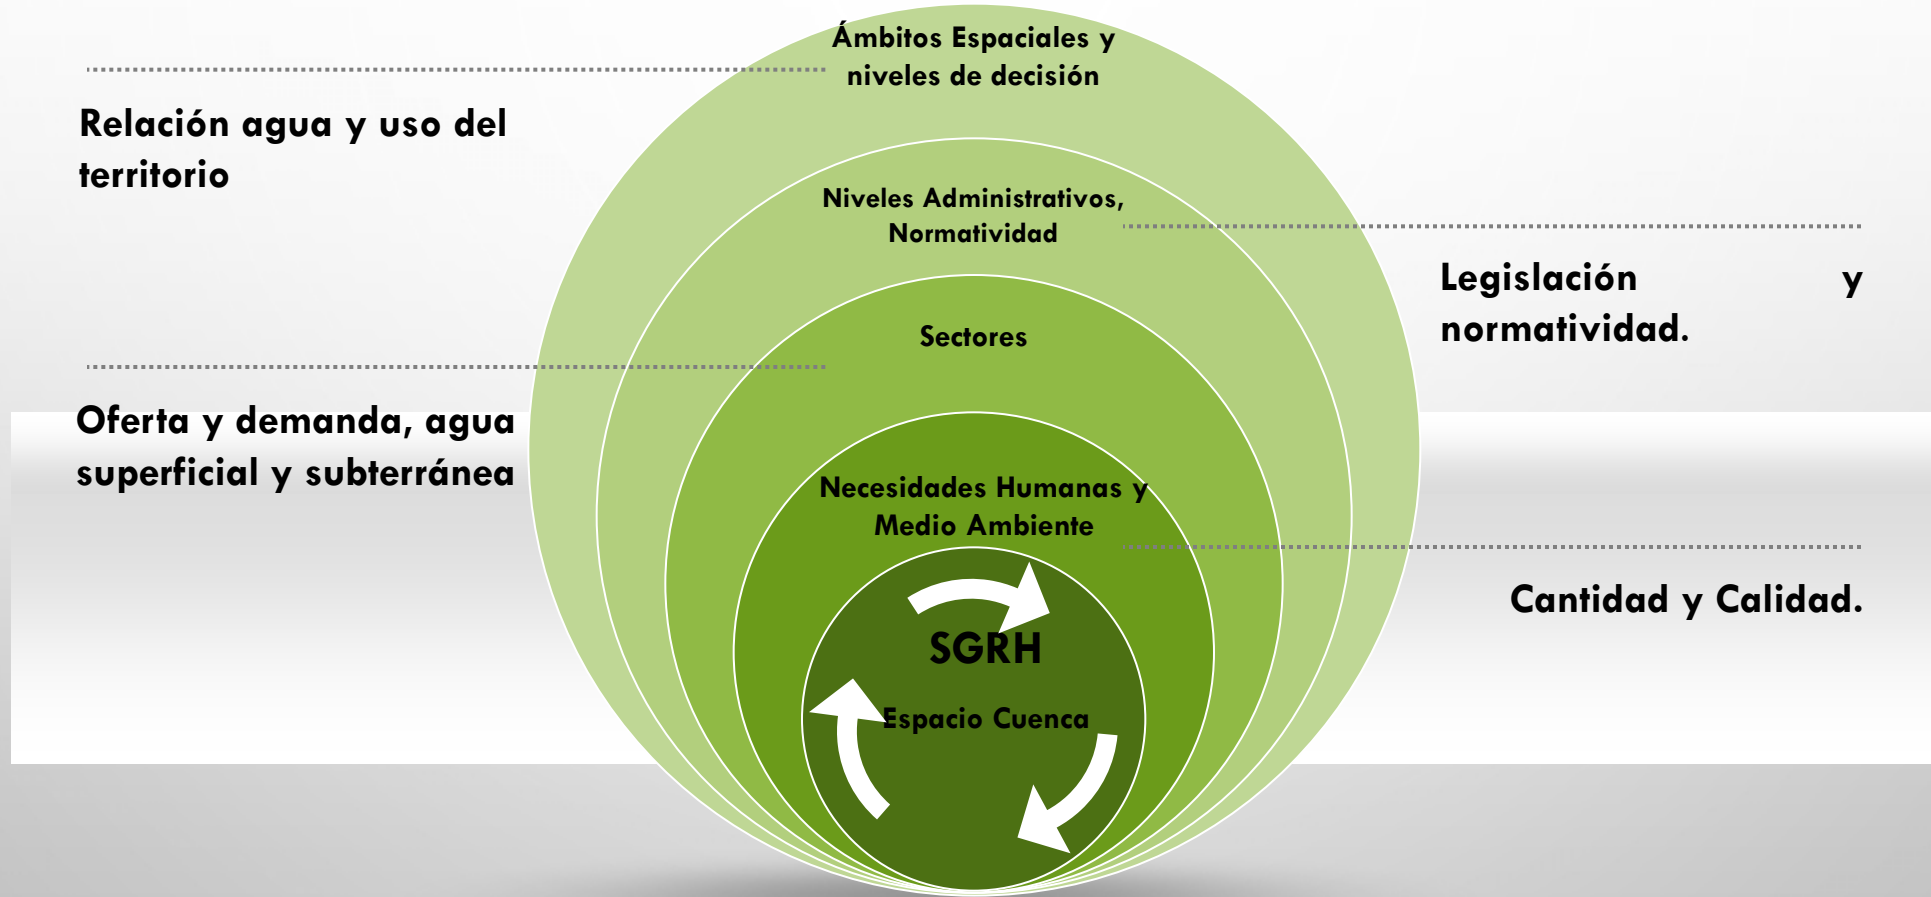 Ámbitos Espaciales y
niveles de decisión
Relación agua y uso del
territorio
Niveles Administrativos,
Normatividad
Legislación y
normatividad.
Sectores
Oferta y demanda, agua
superficial y subterránea
Necesidades Humanas y
Medio Ambiente
Cantidad y Calidad.
SGRH
Espacio Cuenca